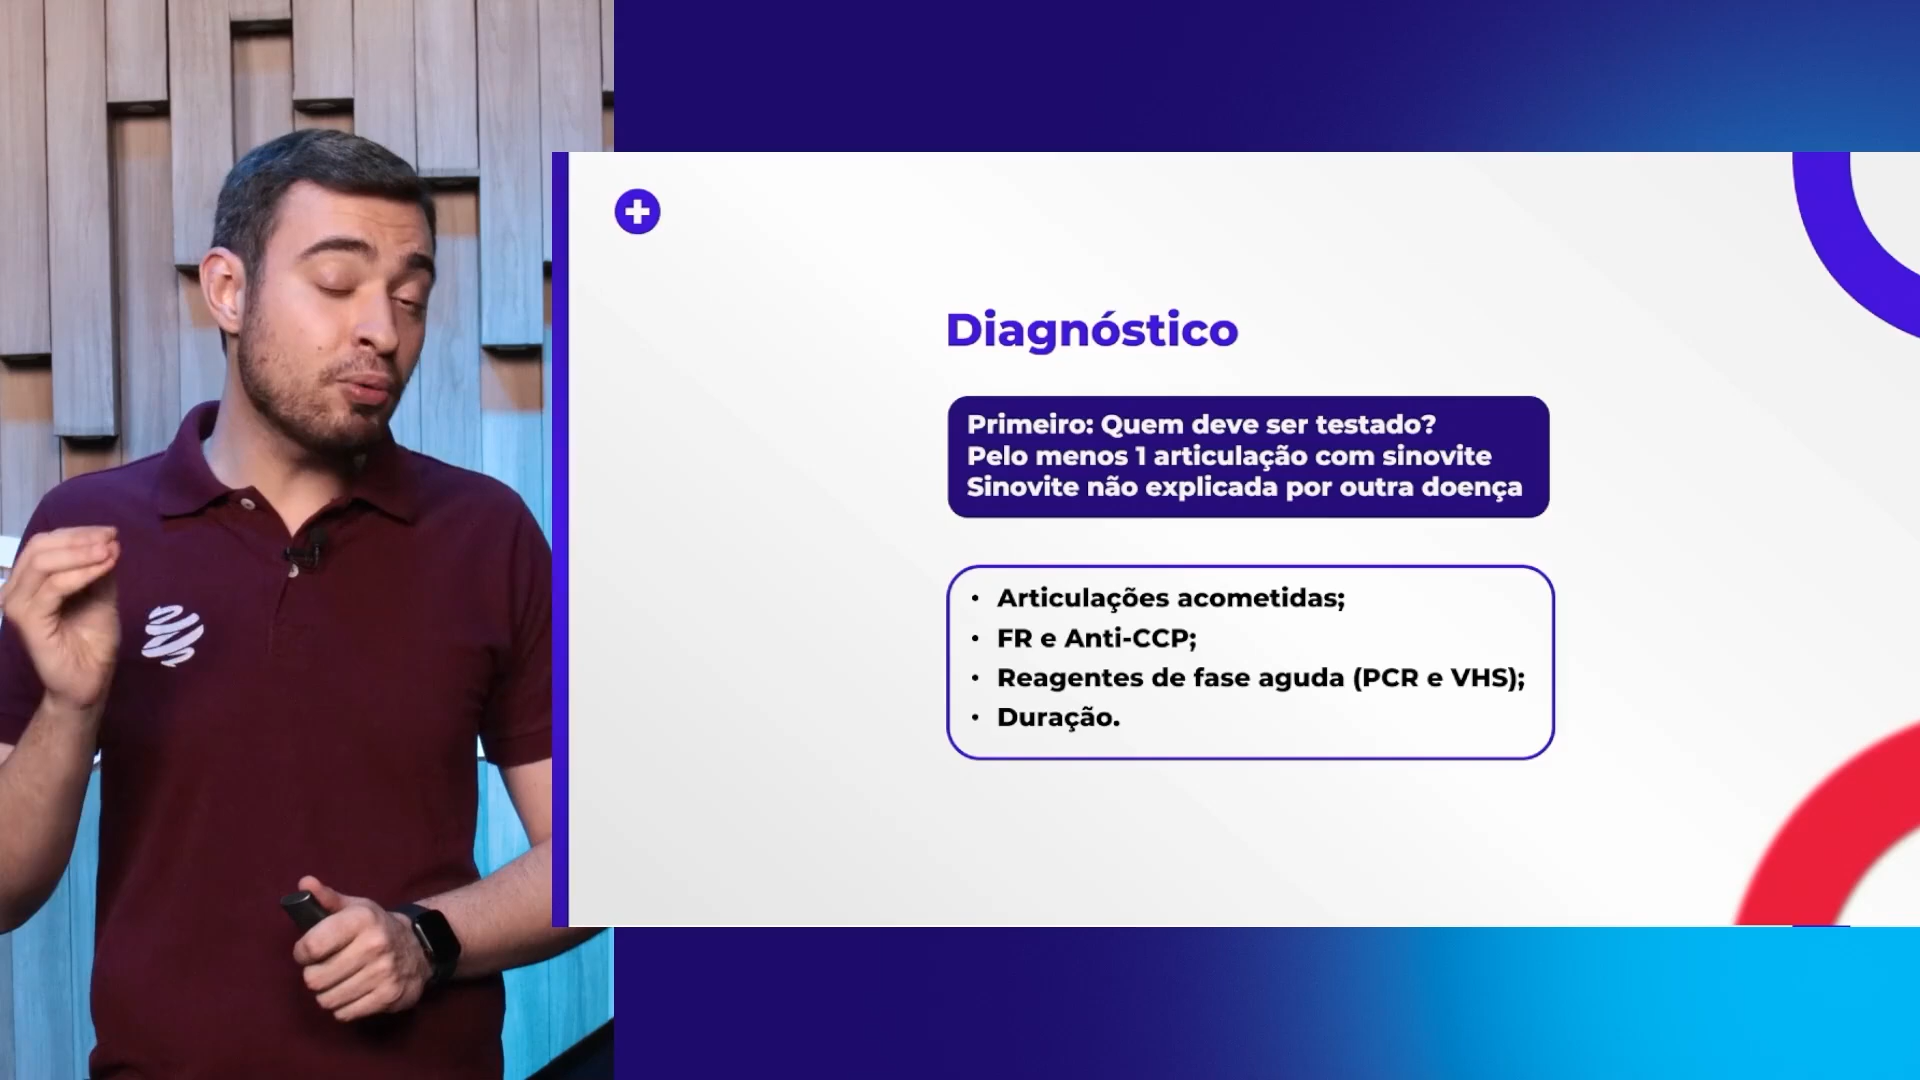 Diagnóstico
Primeiro: Quem deve ser testado?
Pelo menos 1 articulação com sinovite
Sinovite não explicada por outra doença
• Articulações acometidas;
• FR e Anti-CCP;
• Reagentes de fase aguda (PCR e VHS);
• Duração.